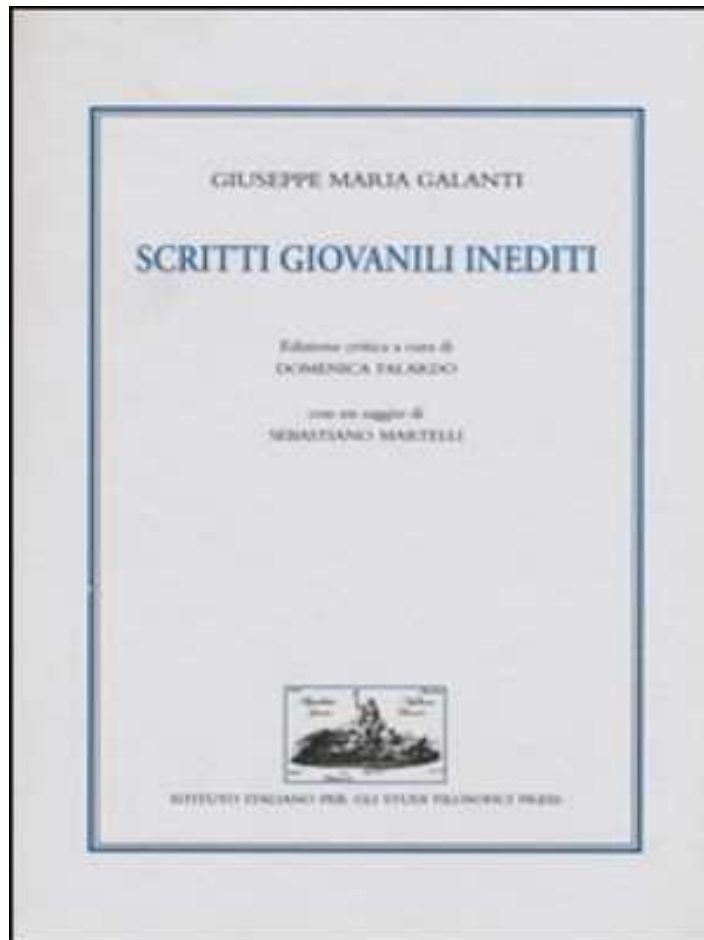 GIUSEPPE MARIA GALANTI
SCRITTI GIOVANILI INEDITI
Edizione critica a cura di
DOMENICA FALARDO
con un saggio di
SEBASTIANO MARTELLI
ISTITUTO ITALIANO PER GLI STUDI FILOSOFICI PRESS